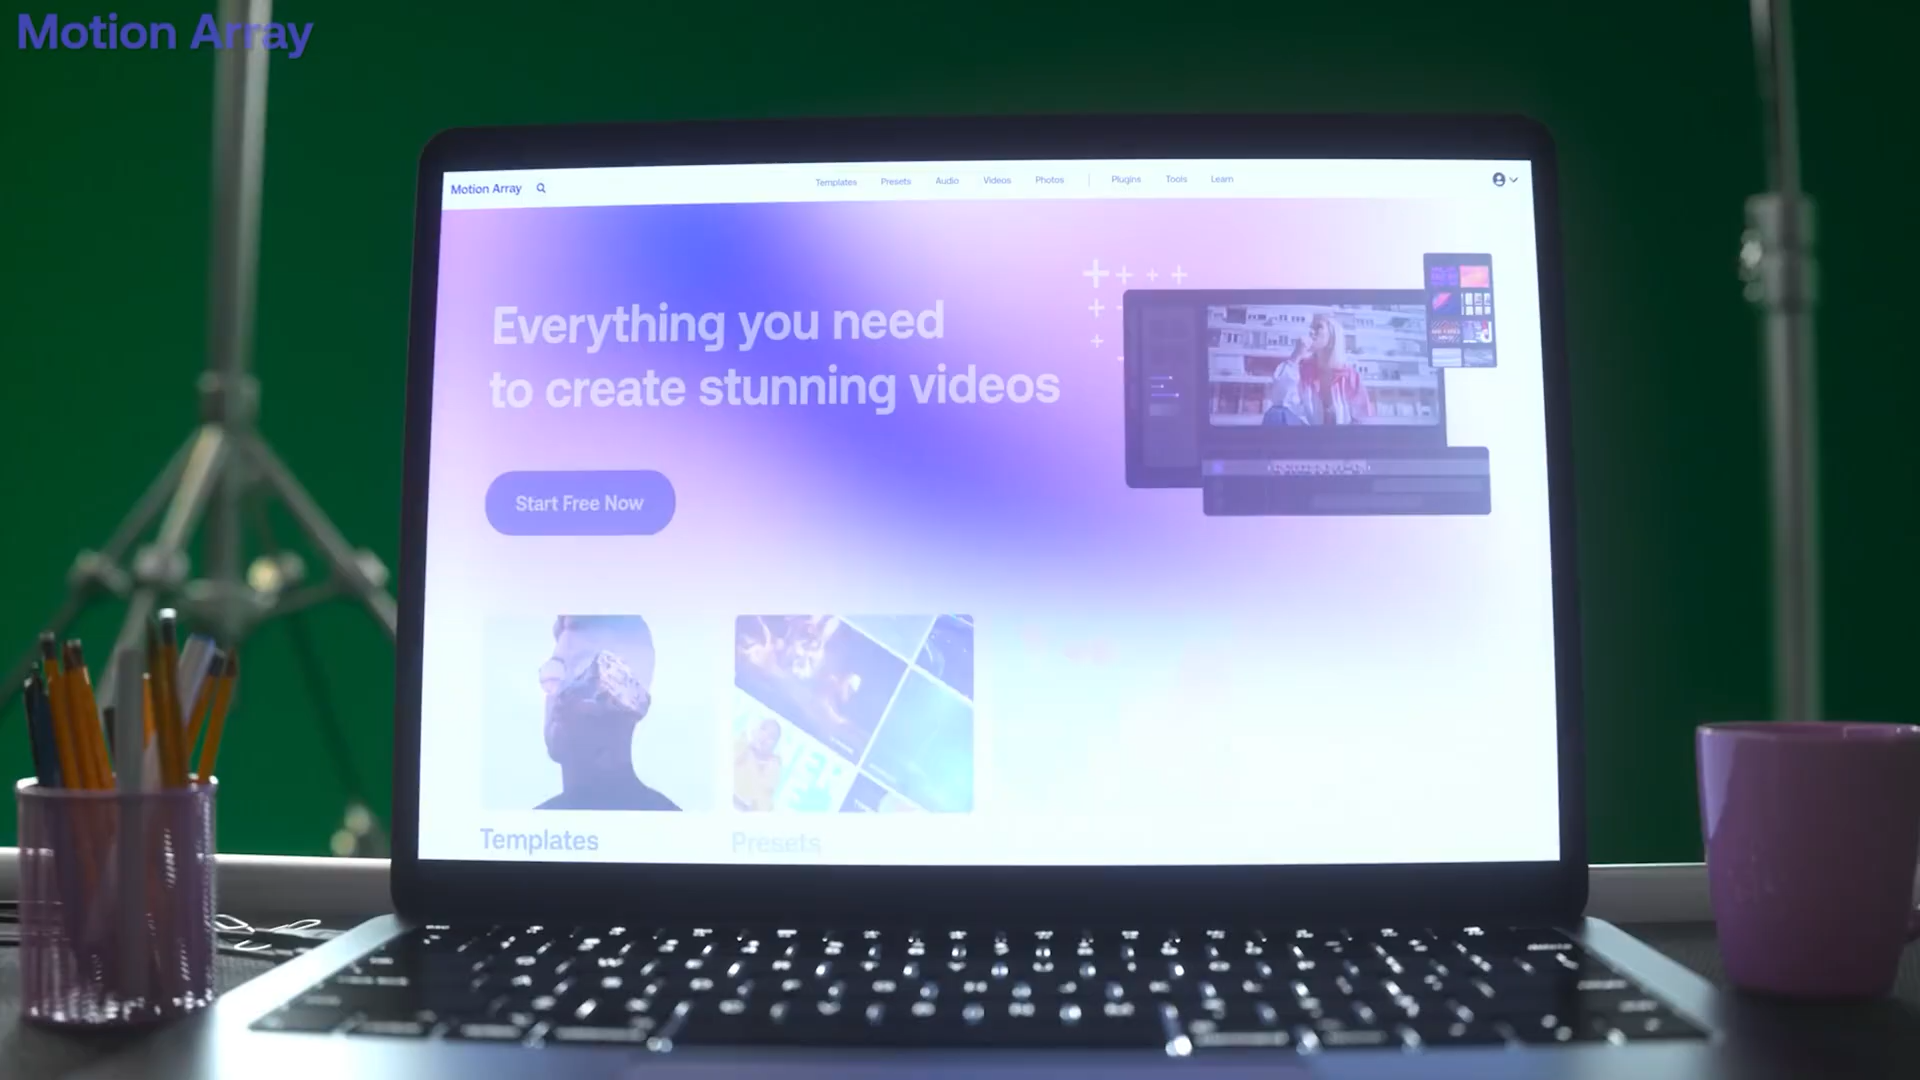 Motion Array
Motion Array
Templates Presets Audio Videos Photos Plugins Tools Learn
Everything you need
to create stunning videos
Start Free Now
Templates
Presets